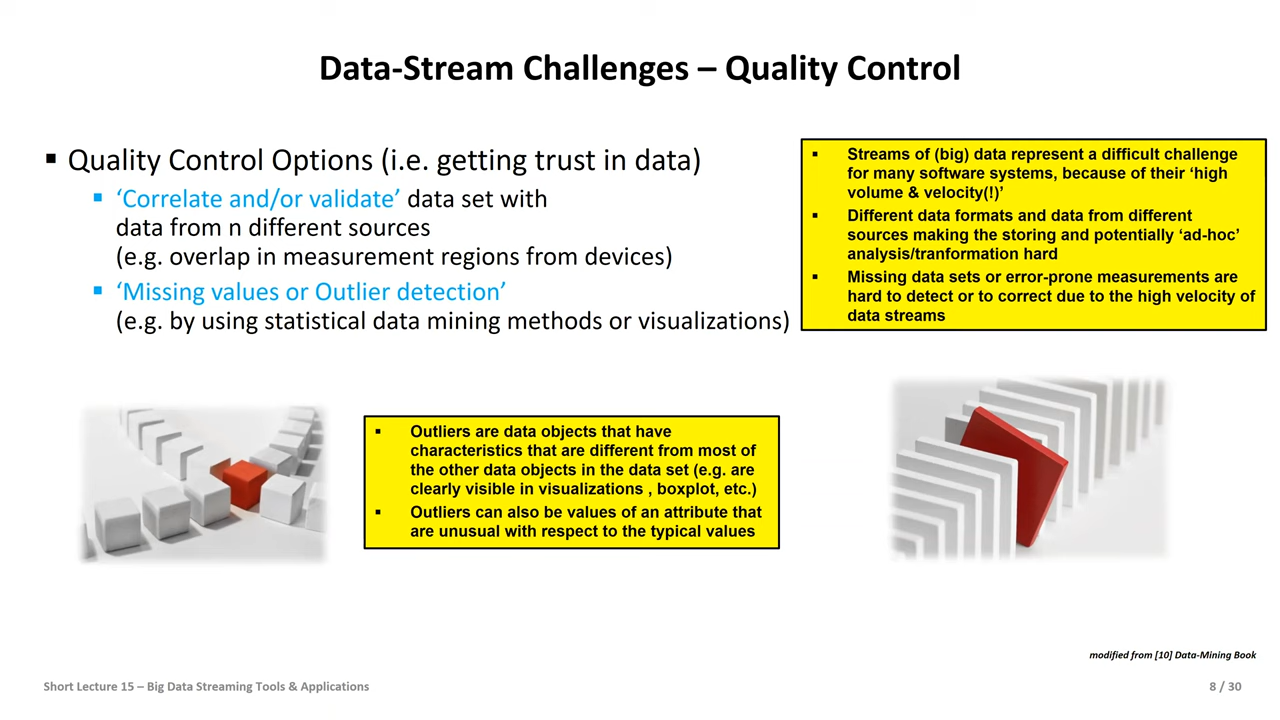 Data-Stream Challenges – Quality Control
▪ Quality Control Options (i.e. getting trust in data)
▪ ‘Correlate and/or validate’ data set with
data from n different sources
(e.g. overlap in measurement regions from devices)
▪ ‘Missing values or Outlier detection’
(e.g. by using statistical data mining methods or visualizations)
▪ Streams of (big) data represent a difficult challenge
for many software systems, because of their ‘high
volume & velocity(!)’
▪ Different data formats and data from different
sources making the storing and potentially ‘ad-hoc’
analysis/tranformation hard
▪ Missing data sets or error-prone measurements are
hard to detect or to correct due to the high velocity of
data streams
▪ Outliers are data objects that have
characteristics that are different from most of
the other data objects in the data set (e.g. are
clearly visible in visualizations , boxplot, etc.)
▪ Outliers can also be values of an attribute that
are unusual with respect to the typical values
modified from [10] Data-Mining Book
Short Lecture 15 – Big Data Streaming Tools & Applications
8 / 30